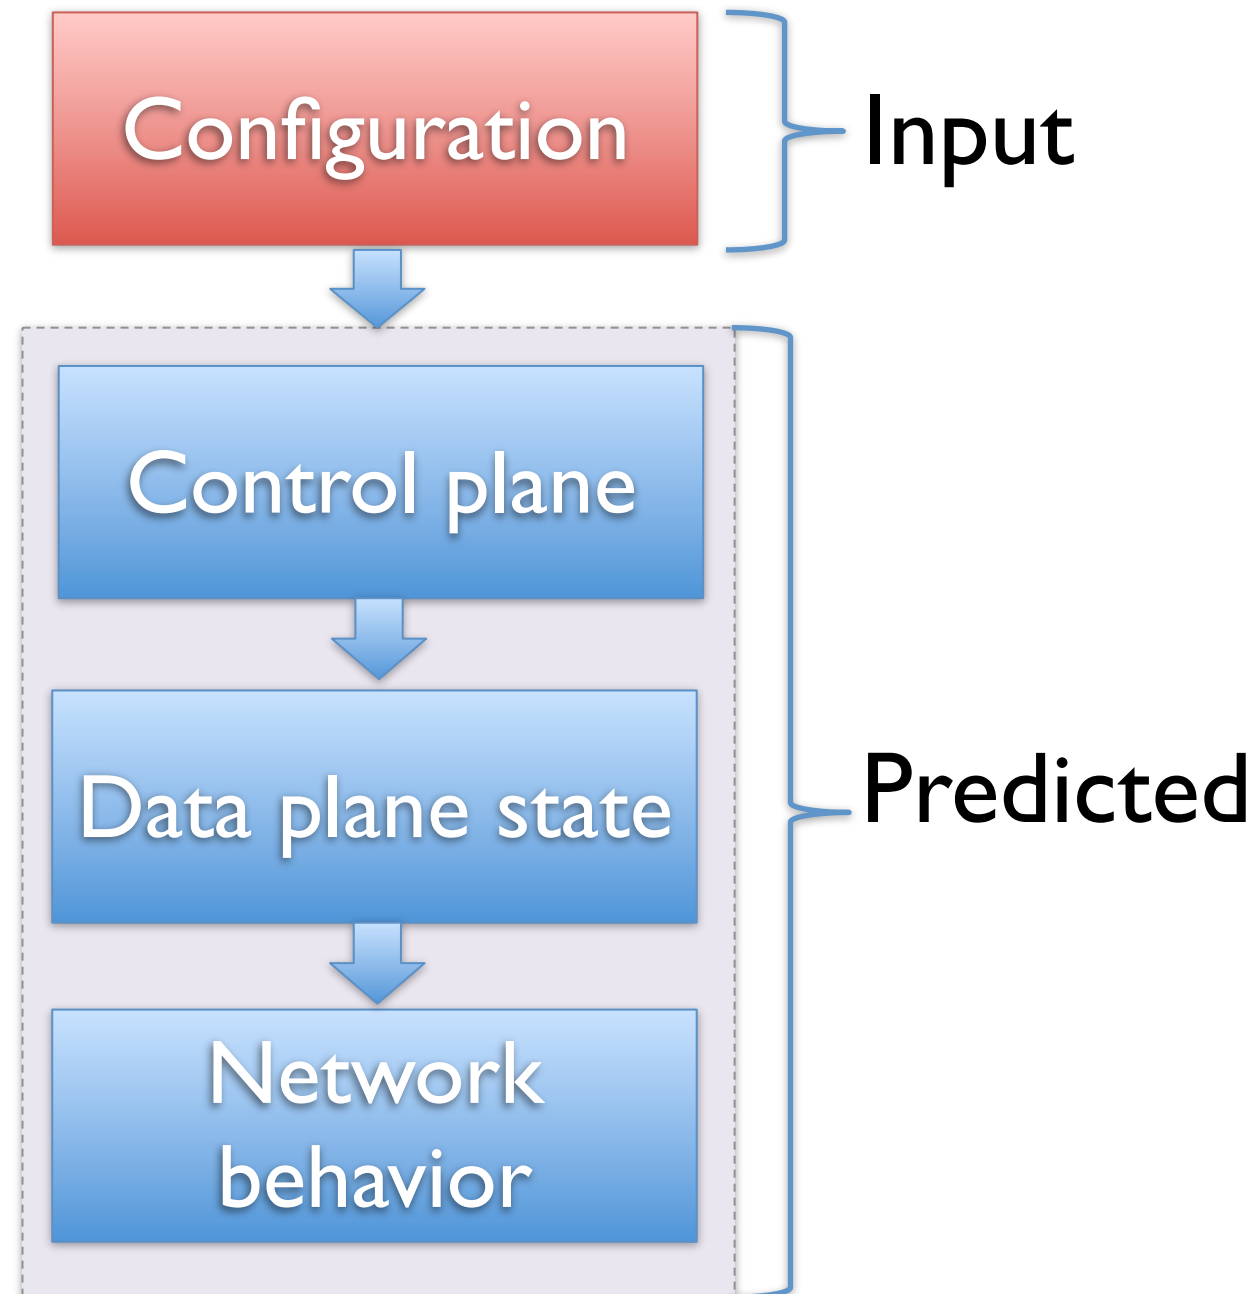 Configuration
Input
Control plane
Data plane state
Predicted
Network
behavior